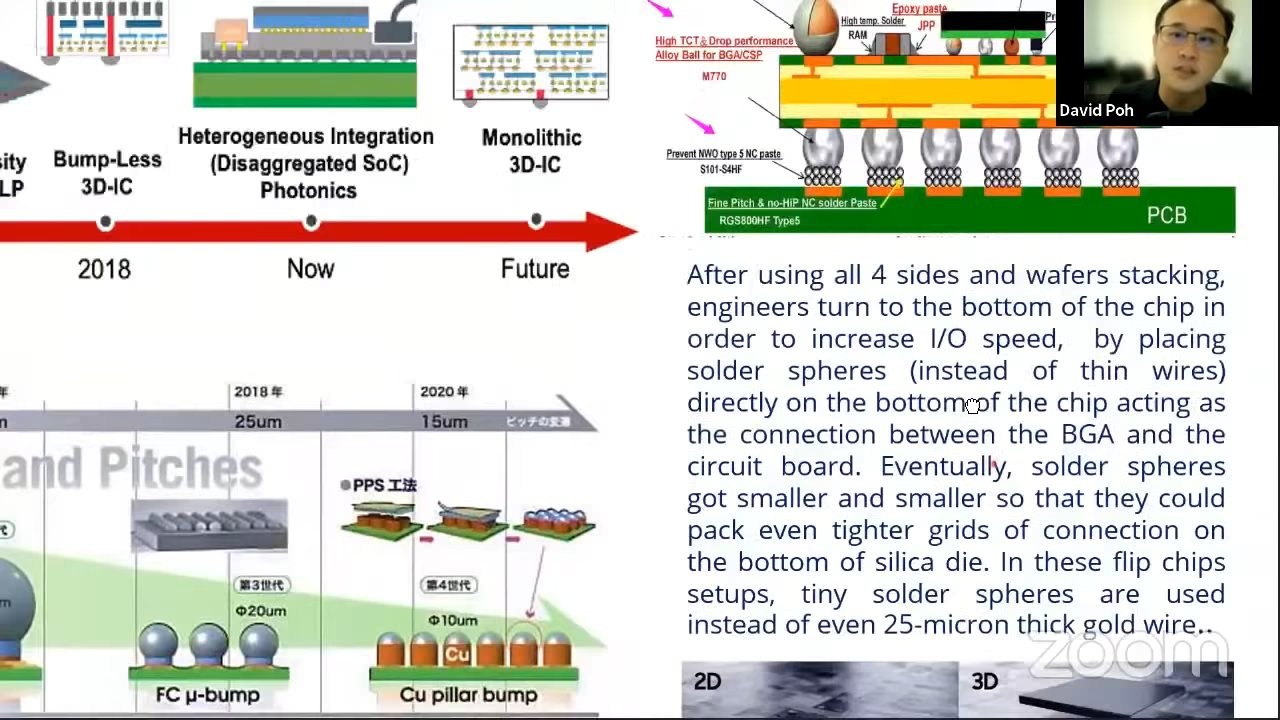 Bump-Less
3D-IC
Heterogeneous Integration
(Disaggregated SoC)
Photonics
Monolithic
3D-IC
2018
Now
Future
Epoxy paste
JPP
High temp. Solder
RAM
High TCT&Drop performance
Alloy Ball for BGA/CSP
M770
Prevent NWO type 5 NC paste
S101-S4HF
Fine Pitch & no-HiP NC solder Paste
RGS800HF Type5
PCB
David Poh
After using all 4 sides and wafers stacking,
engineers turn to the bottom of the chip in
order to increase I/O speed, by placing
solder spheres (instead of thin wires)
directly on the bottom of the chip acting as
the connection between the BGA and the
circuit board. Eventually, solder spheres
got smaller and smaller so that they could
pack even tighter grids of connection on
the bottom of silica die. In these flip chips
setups, tiny solder spheres are used
instead of even 25-micron thick gold wire..
2018 年
2020 年
25um
15um
ピッチの変遷
and Pitches
PPS 工法
第3世代
Φ20um
第4世代
Φ10um
Cu
FC μ-bump
Cu pillar bump
2D
3D
zoom